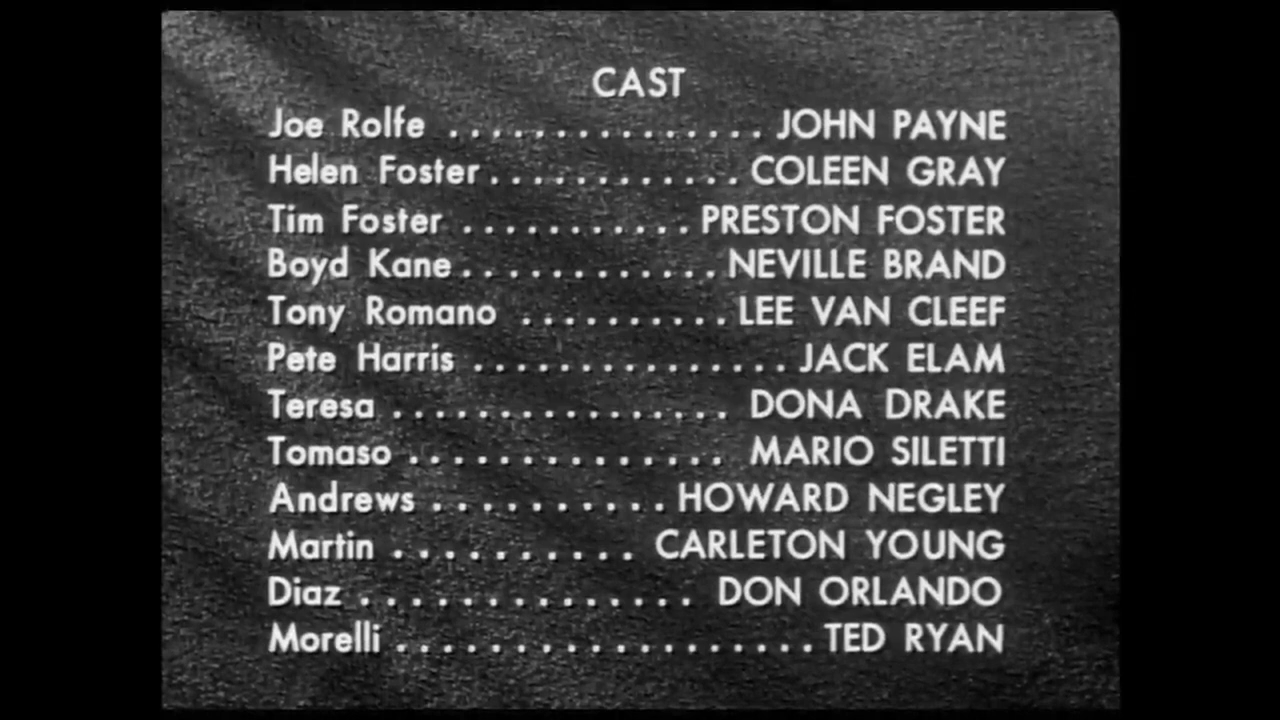 CAST
Joe Rolfe ............... JOHN PAYNE
Helen Foster ............ COLEEN GRAY
Tim Foster ........... PRESTON FOSTER
Boyd Kane ............ NEVILLE BRAND
Tony Romano .......... LEE VAN CLEEF
Pete Harris ............... JACK ELAM
Teresa ................ DONA DRAKE
Tomaso .............. MARIO SILETTI
Andrews .......... HOWARD NEGLEY
Martin .......... CARLETON YOUNG
Diaz .............. DON ORLANDO
Morelli .................. TED RYAN